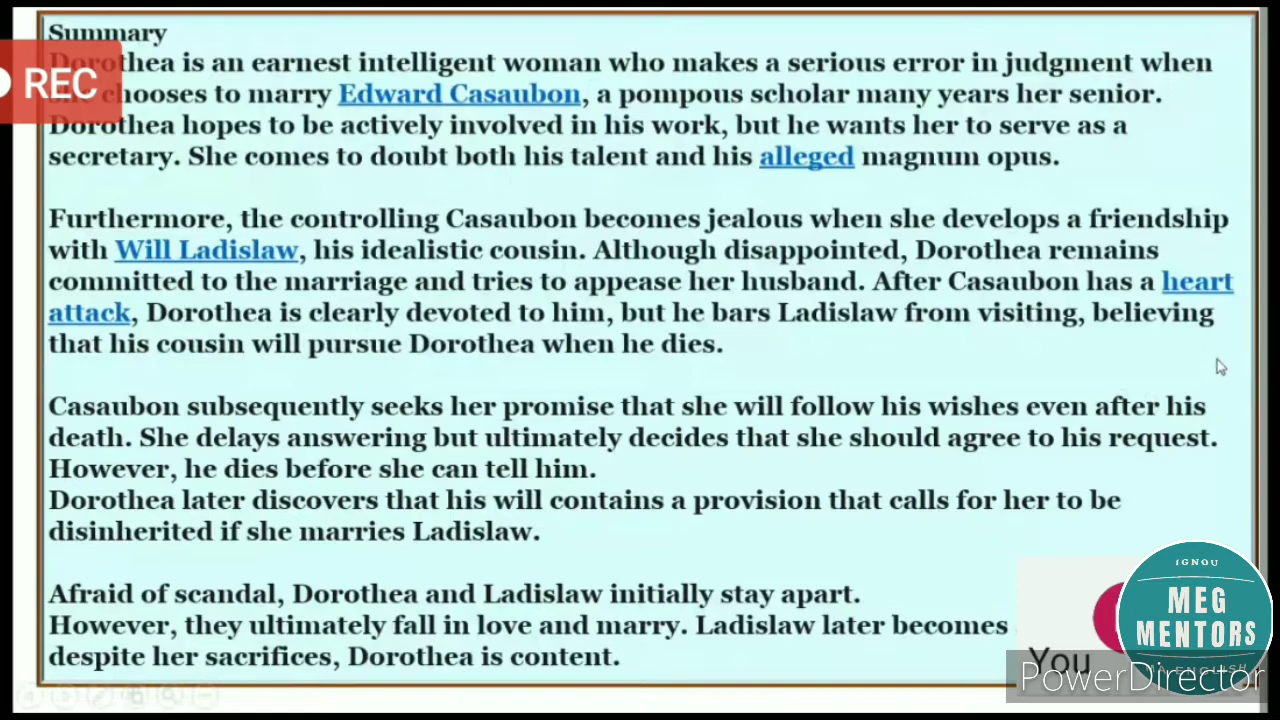 Summary
Dorothea is an earnest intelligent woman who makes a serious error in judgment when
REC
chooses to marry Edward Casaubon, a pompous scholar many years her senior.
Dorothea hopes to be actively involved in his work, but he wants her to serve as a
secretary. She comes to doubt both his talent and his alleged magnum opus.
Furthermore, the controlling Casaubon becomes jealous when she develops a friendship
with Will Ladislaw, his idealistic cousin. Although disappointed, Dorothea remains
committed to the marriage and tries to appease her husband. After Casaubon has a heart
attack, Dorothea is clearly devoted to him, but he bars Ladislaw from visiting, believing
that his cousin will pursue Dorothea when he dies.
Casaubon subsequently seeks her promise that she will follow his wishes even after his
death. She delays answering but ultimately decides that she should agree to his request.
However, he dies before she can tell him.
Dorothea later discovers that his will contains a provision that calls for her to be
disinherited if she marries Ladislaw.
Afraid of scandal, Dorothea and Ladislaw initially stay apart.
However, they ultimately fall in love and marry. Ladislaw later becomes
despite her sacrifices, Dorothea is content.
IGNOU
MEG
MENTORS
MA ENGLISH
You
PowerDirector